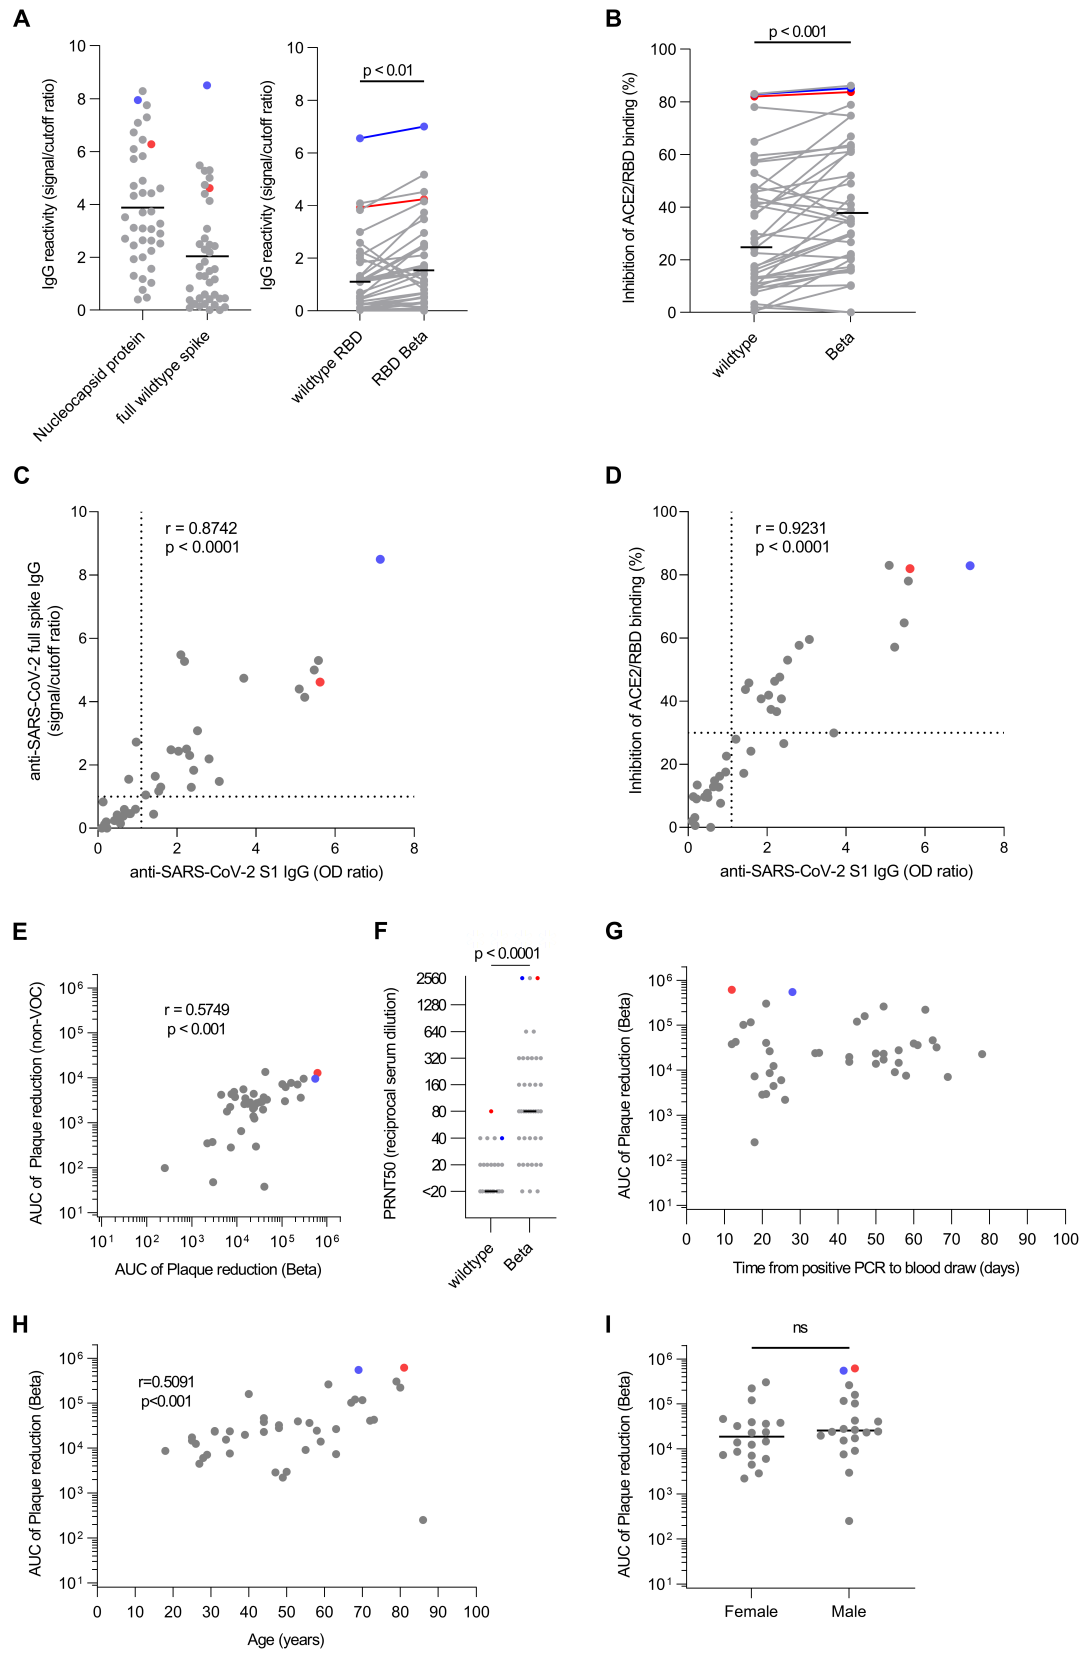 A
IgG reactivity (signal/cutoff ratio)
10
8
6
4
2
0
Nucleocapsid protein
full wildtype spike
IgG reactivity (signal/cutoff ratio)
10
8
6
4
2
0
p < 0.01
wildtype RBD
RBD Beta
B
Inhibition of ACE2/RBD binding (%)
100
80
60
40
20
0
p < 0.001
wildtype
Beta
C
anti-SARS-CoV-2 full spike IgG
(signal/cutoff ratio)
10
8
6
4
2
0
r = 0.8742
p < 0.0001
0 2 4 6 8
anti-SARS-CoV-2 S1 IgG (OD ratio)
D
Inhibition of ACE2/RBD binding (%)
100
80
60
40
20
0
r = 0.9231
p < 0.0001
0 2 4 6 8
anti-SARS-CoV-2 S1 IgG (OD ratio)
E
AUC of Plaque reduction (non-VOC)
10⁶
10⁵
10⁴
10³
10²
10¹
r = 0.5749
p < 0.001
10¹ 10² 10³ 10⁴ 10⁵ 10⁶
AUC of Plaque reduction (Beta)
F
PRNT50 (reciprocal serum dilution)
p < 0.0001
2560
1280
640
320
160
80
40
20
<20
wildtype
Beta
G
AUC of Plaque reduction (Beta)
10⁶
10⁵
10⁴
10³
10²
10¹
0 10 20 30 40 50 60 70 80 90 100
Time from positive PCR to blood draw (days)
H
AUC of Plaque reduction (Beta)
10⁶
10⁵
10⁴
10³
10²
10¹
r=0.5091
p<0.001
0 10 20 30 40 50 60 70 80 90 100
Age (years)
I
AUC of Plaque reduction (Beta)
ns
10⁶
10⁵
10⁴
10³
10²
10¹
Female Male